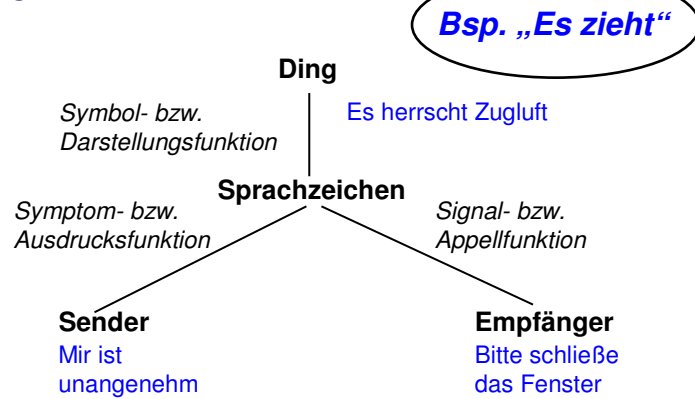 Bsp. „Es zieht“
Ding
Symbol- bzw.
Darstellungsfunktion
Es herrscht Zugluft
Sprachzeichen
Symptom- bzw.
Ausdrucksfunktion
Signal- bzw.
Appellfunktion
Sender
Mir ist
unangenehm
Empfänger
Bitte schließe
das Fenster